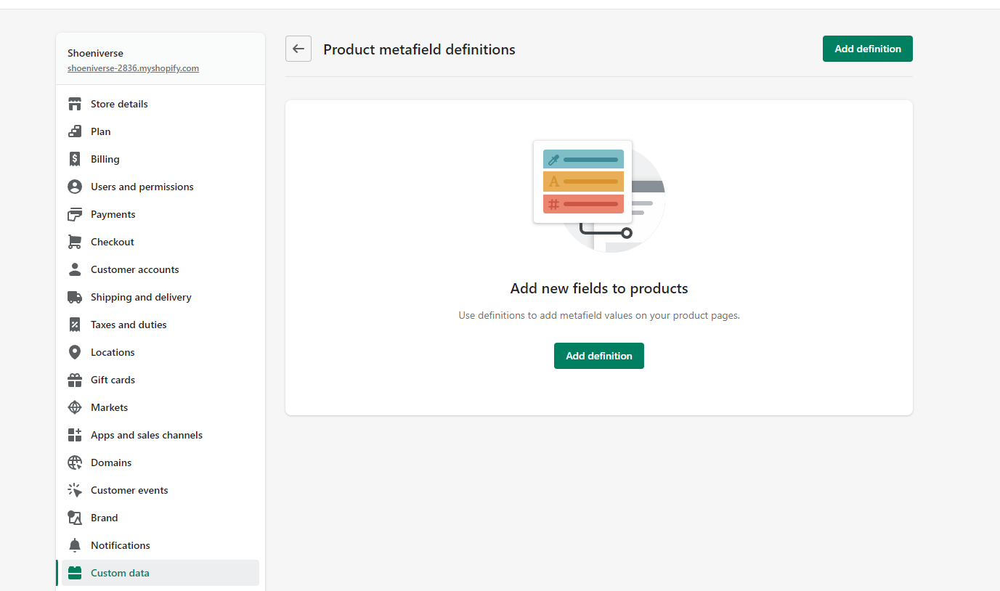 Shoeniverse
shoeniverse-2836.myshopify.com
Store details
Plan
Billing
Users and permissions
Payments
Checkout
Customer accounts
Shipping and delivery
Taxes and duties
Locations
Gift cards
Markets
Apps and sales channels
Domains
Customer events
Brand
Notifications
Custom data
Product metafield definitions
Add definition
A
#
Add new fields to products
Use definitions to add metafield values on your product pages.
Add definition